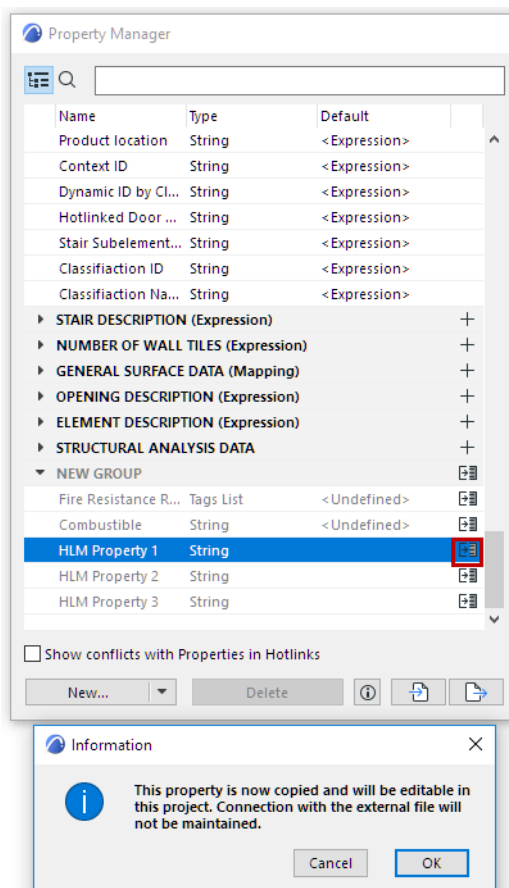 Property Manager
Name Type Default
Product location String <Expression>
Context ID String <Expression>
Dynamic ID by Cl... String <Expression>
Hotlinked Door ... String <Expression>
Stair Subelement... String <Expression>
Classifiaction ID String <Expression>
Classifiaction Na... String <Expression>
STAIR DESCRIPTION (Expression)
NUMBER OF WALL TILES (Expression)
GENERAL SURFACE DATA (Mapping)
OPENING DESCRIPTION (Expression)
ELEMENT DESCRIPTION (Expression)
STRUCTURAL ANALYSIS DATA
NEW GROUP
Fire Resistance R... Tags List <Undefined>
Combustible String <Undefined>
HLM Property 1 String
HLM Property 2 String
HLM Property 3 String
Show conflicts with Properties in Hotlinks
New... Delete
Information
This property is now copied and will be editable in
this project. Connection with the external file will
not be maintained.
Cancel OK